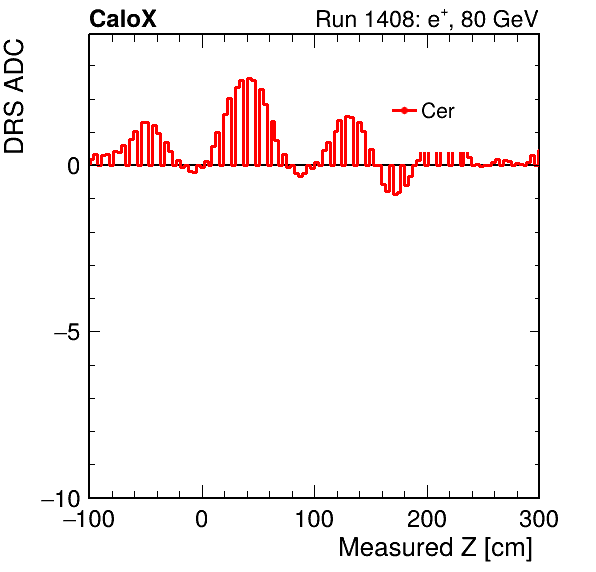 CaloX
Run 1408: e⁺, 80 GeV
DRS ADC
Cer
0
−5
−10
−100 0 100 200 300
Measured Z [cm]